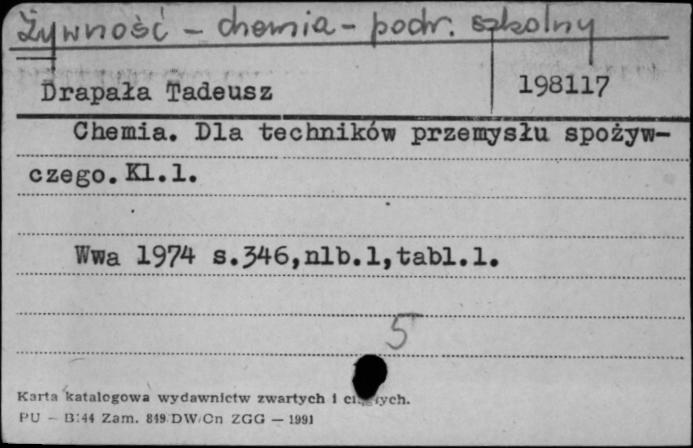 Żywność - chemia - podr. szkolny
Drapała Tadeusz
198117
Chemia. Dla techników przemysłu spożyw-
czego. Kl.1.
Wwa 1974 s.346,nlb.1,tabl.1.
5
Karta katalogowa wydawnictw zwartych i
PU - B:44 Zam. 849 DW/Cn ZGG — 1991